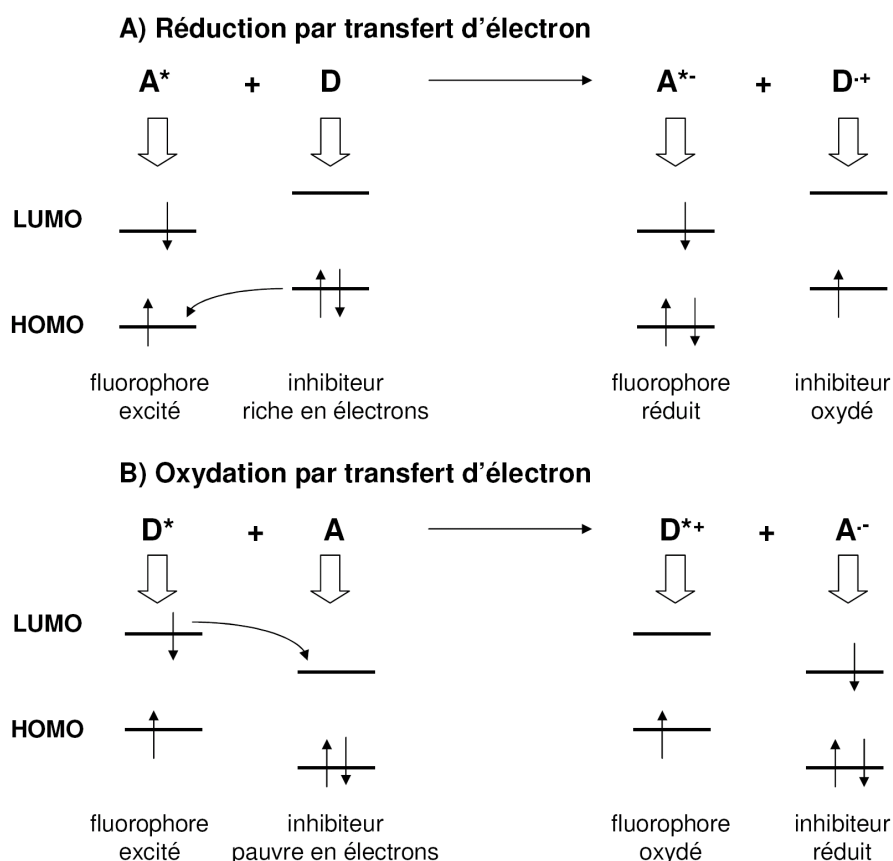 A) Réduction par transfert d’électron
A* + D A*- D·+
LUMO
HOMO
fluorophore inhibiteur fluorophore inhibiteur
excité riche en électrons réduit oxydé
B) Oxydation par transfert d’électron
D* + A D*+ + A·-
LUMO
HOMO
fluorophore inhibiteur fluorophore inhibiteur
excité pauvre en électrons oxydé réduit